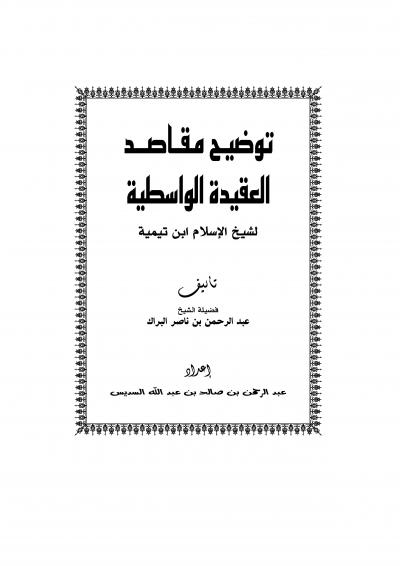 توضيح مقاصد
العقيدة الواسطية
لشيخ الإسلام ابن تيمية
تأليف
فضيلة الشيخ
عبد الرحمن بن ناصر البراك
إعداد
عبد الرحمن بن صالح بن عبد الله السديس